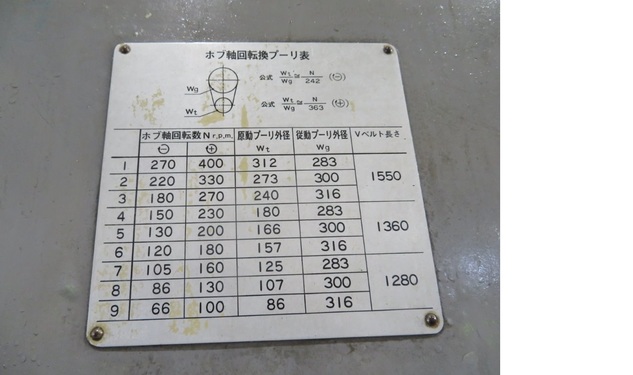 ホブ軸回転換プーリ表
公式 Wt/Wg ≅ N/242 (⊖)
Wg
公式 Wt/Wg ≅ N/363 (⊕)
Wt
ホブ軸回転数N r,p,m, 原動プーリ外径 従動プーリ外径 Vベルト長さ
⊖ ⊕ Wt Wg
1 270 400 312 283
2 220 330 273 300 1550
3 180 270 240 316
4 150 230 180 283
5 130 200 166 300 1360
6 120 180 157 316
7 105 160 125 283
8 86 130 107 300 1280
9 66 100 86 316